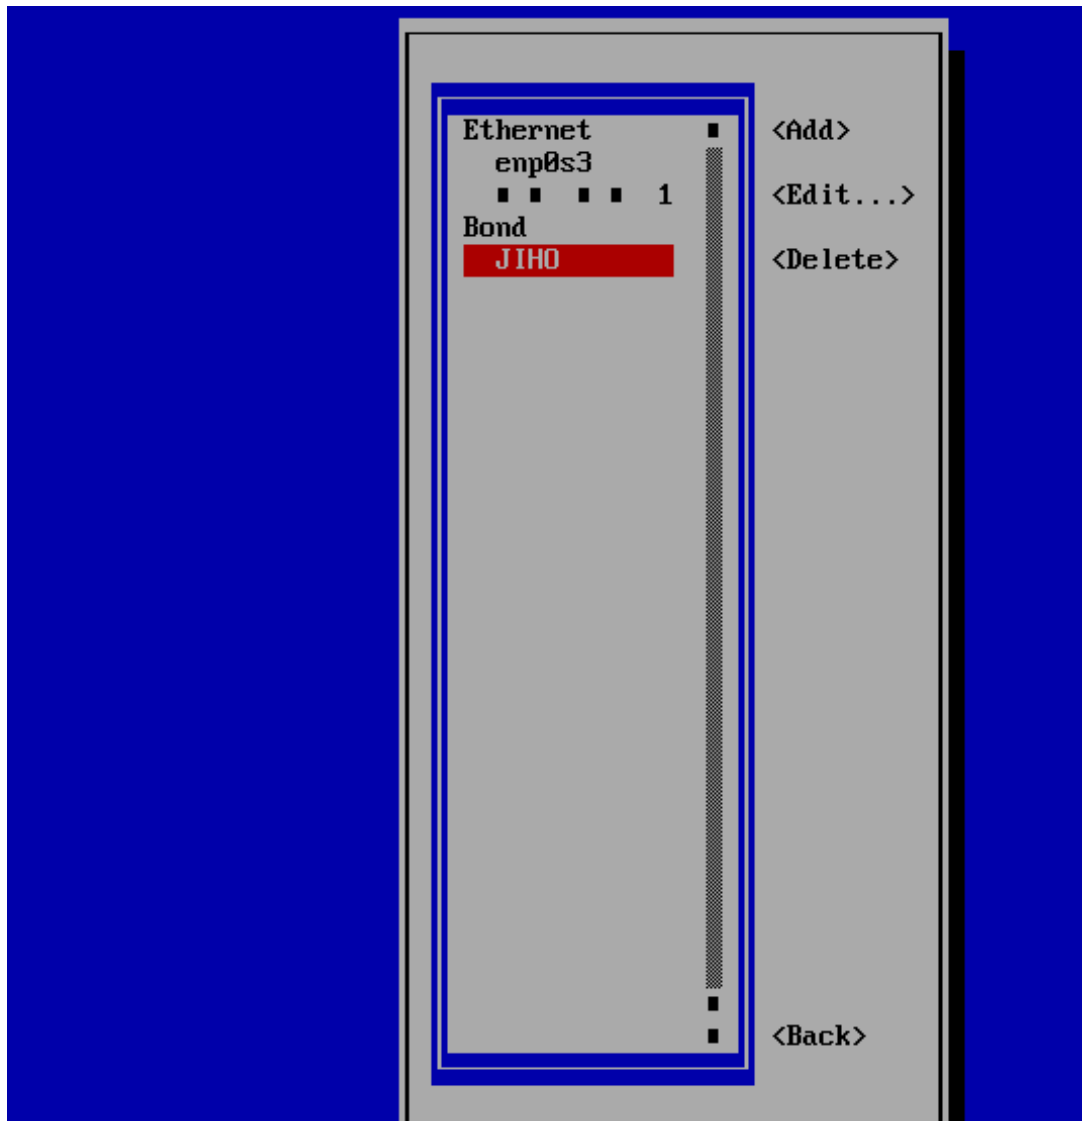 Ethernet
<Add>
enp0s3
1
<Edit...>
Bond
JIHO
<Delete>
<Back>